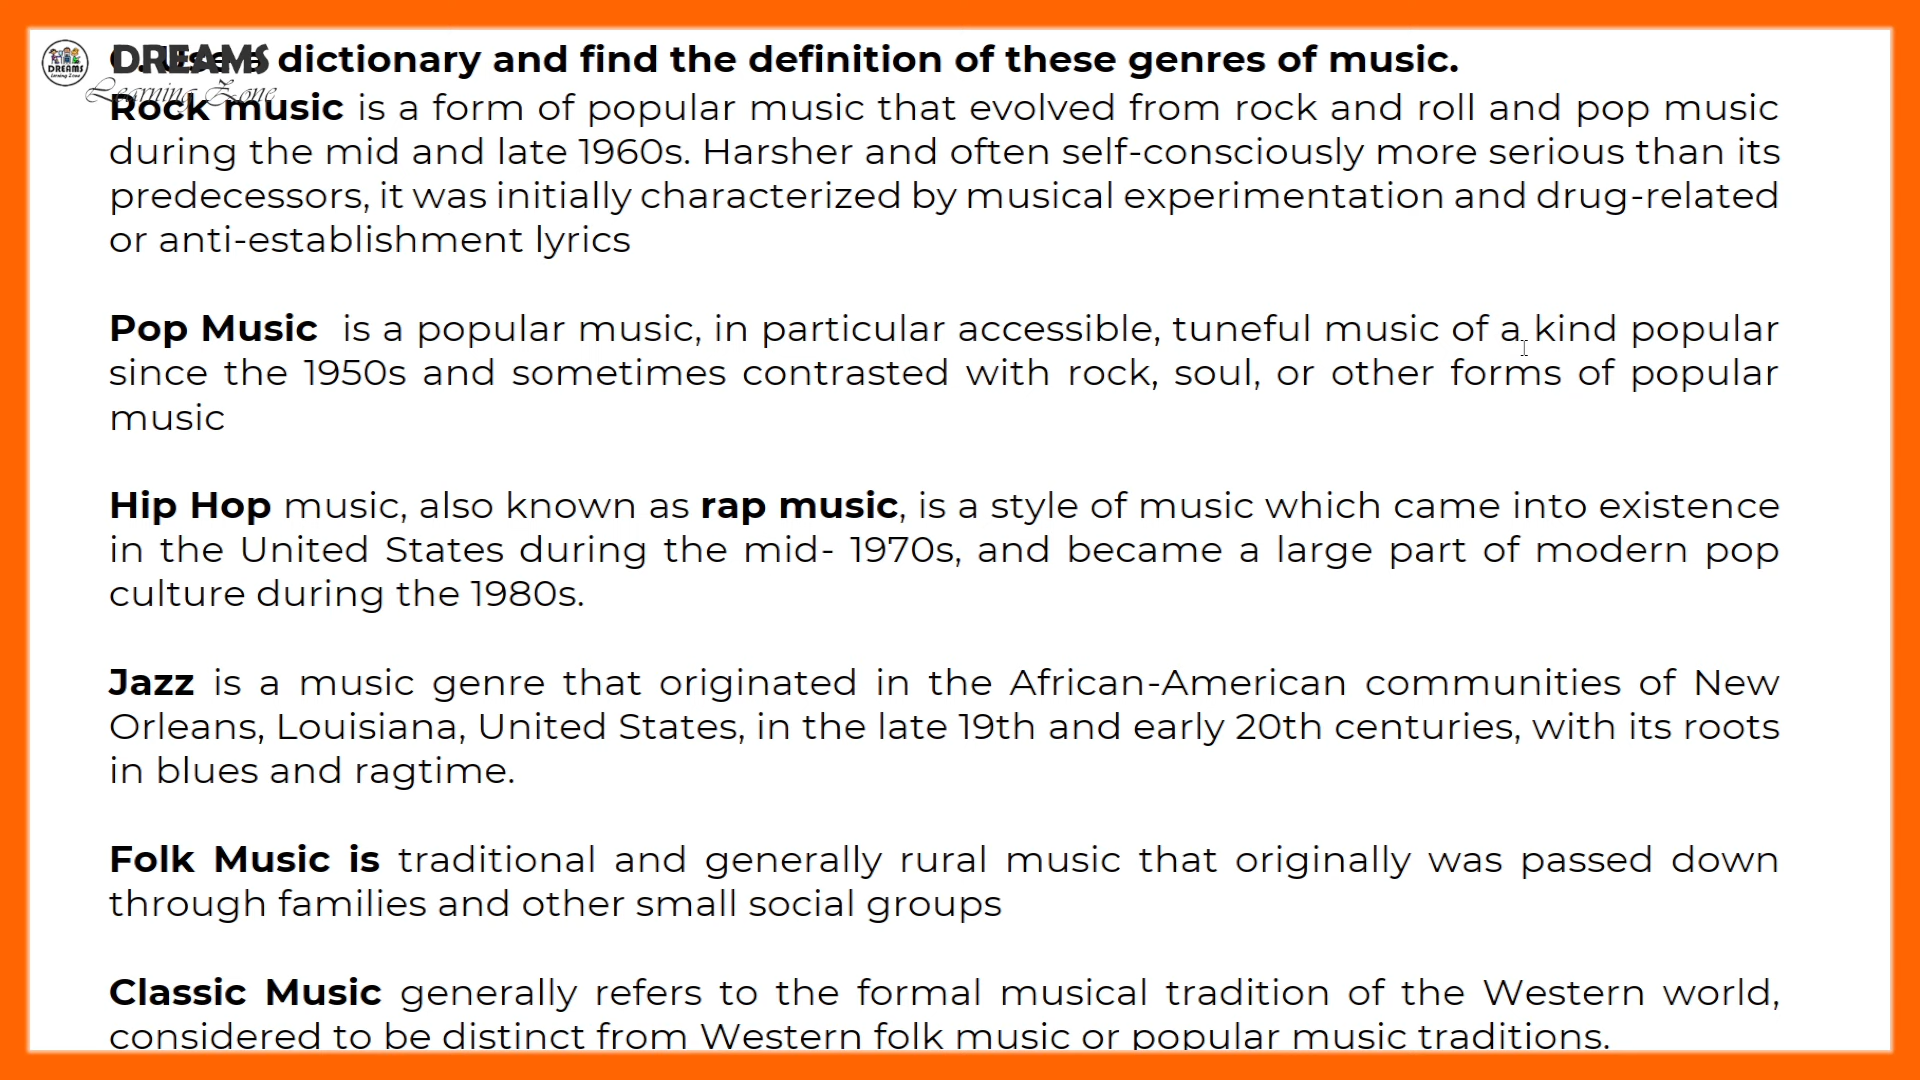 DREAMS
Learning Zone
DREAMS
Learning Zone
dictionary and find the definition of these genres of music.
Rock music is a form of popular music that evolved from rock and roll and pop music
during the mid and late 1960s. Harsher and often self-consciously more serious than its
predecessors, it was initially characterized by musical experimentation and drug-related
or anti-establishment lyrics
Pop Music is a popular music, in particular accessible, tuneful music of a kind popular
since the 1950s and sometimes contrasted with rock, soul, or other forms of popular
music
Hip Hop music, also known as rap music, is a style of music which came into existence
in the United States during the mid- 1970s, and became a large part of modern pop
culture during the 1980s.
Jazz is a music genre that originated in the African-American communities of New
Orleans, Louisiana, United States, in the late 19th and early 20th centuries, with its roots
in blues and ragtime.
Folk Music is traditional and generally rural music that originally was passed down
through families and other small social groups
Classic Music generally refers to the formal musical tradition of the Western world,
considered to be distinct from Western folk music or popular music traditions.